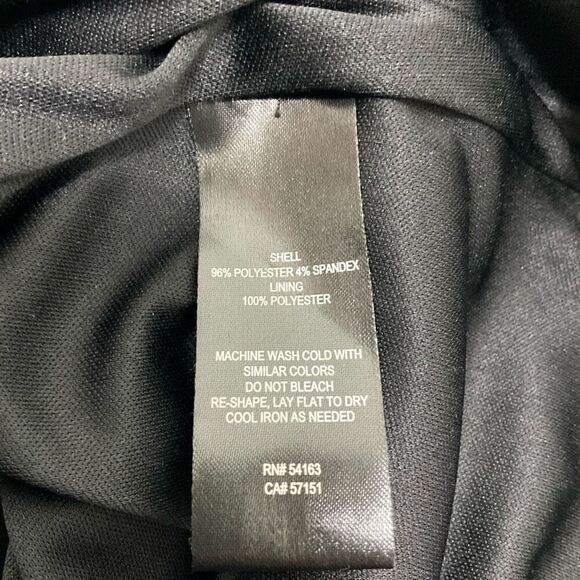 SHELL
96% POLYESTER 4% SPANDEX
LINING
100% POLYESTER
MACHINE WASH COLD WITH
SIMILAR COLORS
DO NOT BLEACH
RE-SHAPE, LAY FLAT TO DRY
COOL IRON AS NEEDED
RN# 54163
CA# 57151